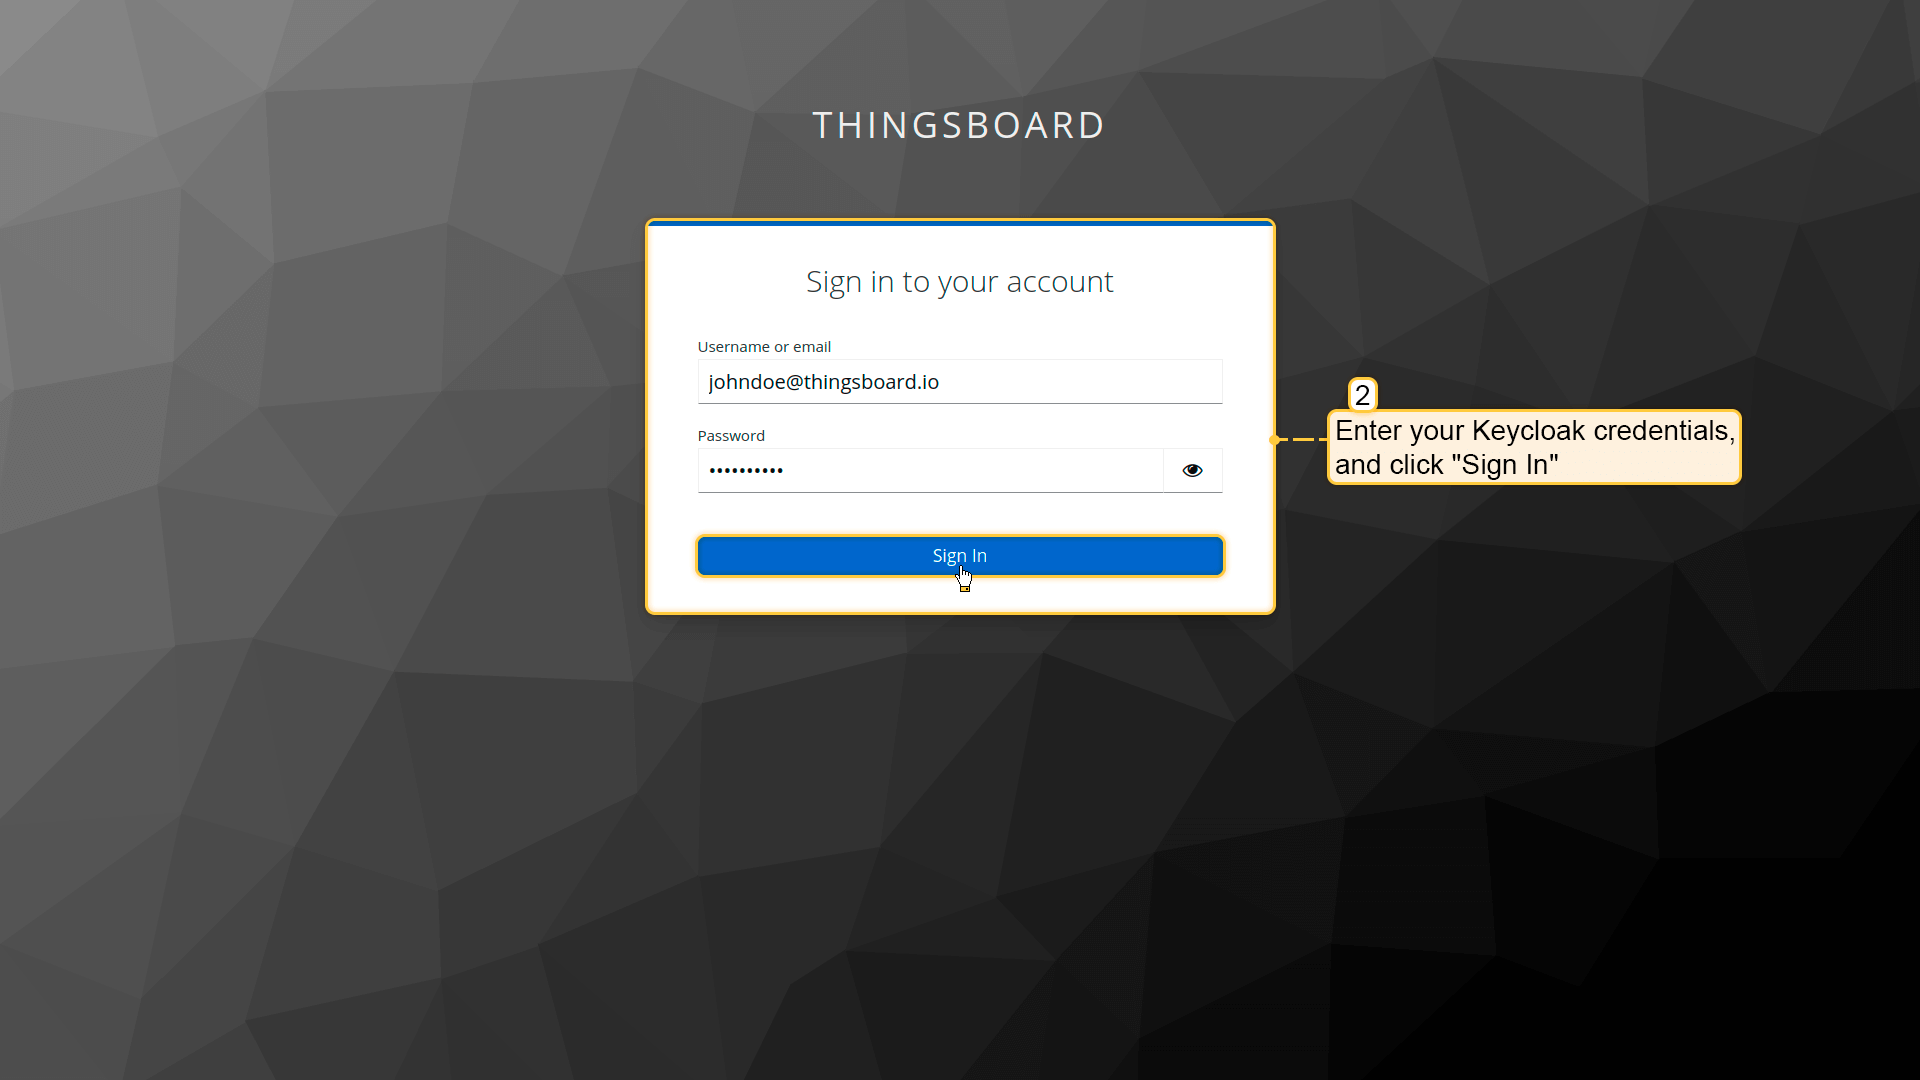 THINGSBOARD
Sign in to your account
Username or email
johndoe@thingsboard.io
Password
••••••••••
Sign In
2
Enter your Keycloak credentials,
and click "Sign In"